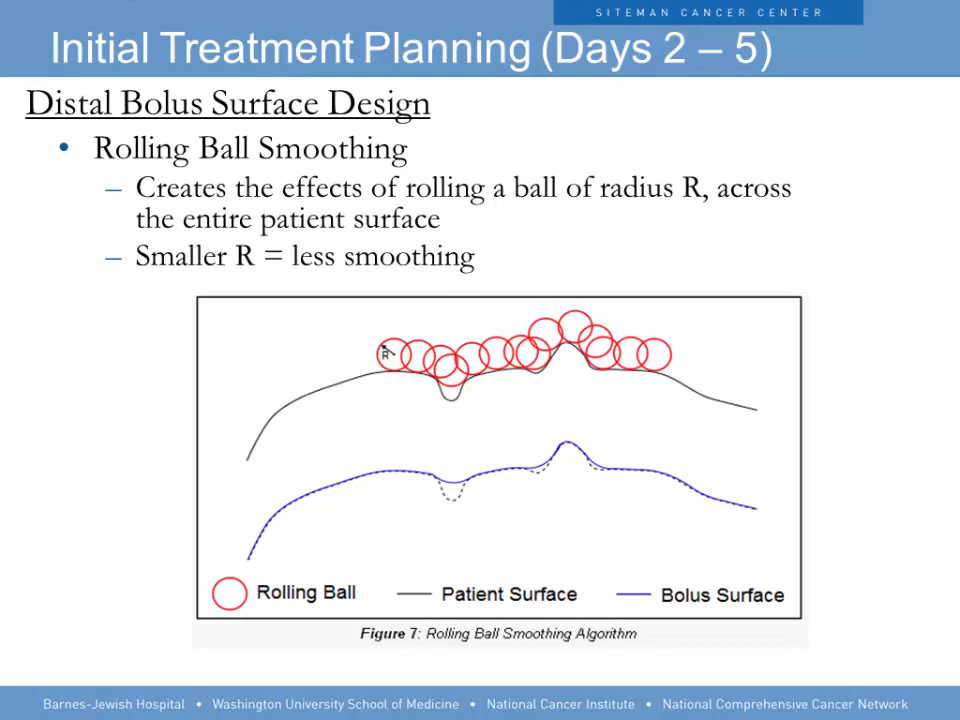 SITEMAN CANCER CENTER
Initial Treatment Planning (Days 2 – 5)
Distal Bolus Surface Design
• Rolling Ball Smoothing
– Creates the effects of rolling a ball of radius R, across
the entire patient surface
– Smaller R = less smoothing
R
Rolling Ball
Patient Surface
Bolus Surface
Figure 7: Rolling Ball Smoothing Algorithm
Barnes-Jewish Hospital • Washington University School of Medicine • National Cancer Institute • National Comprehensive Cancer Network